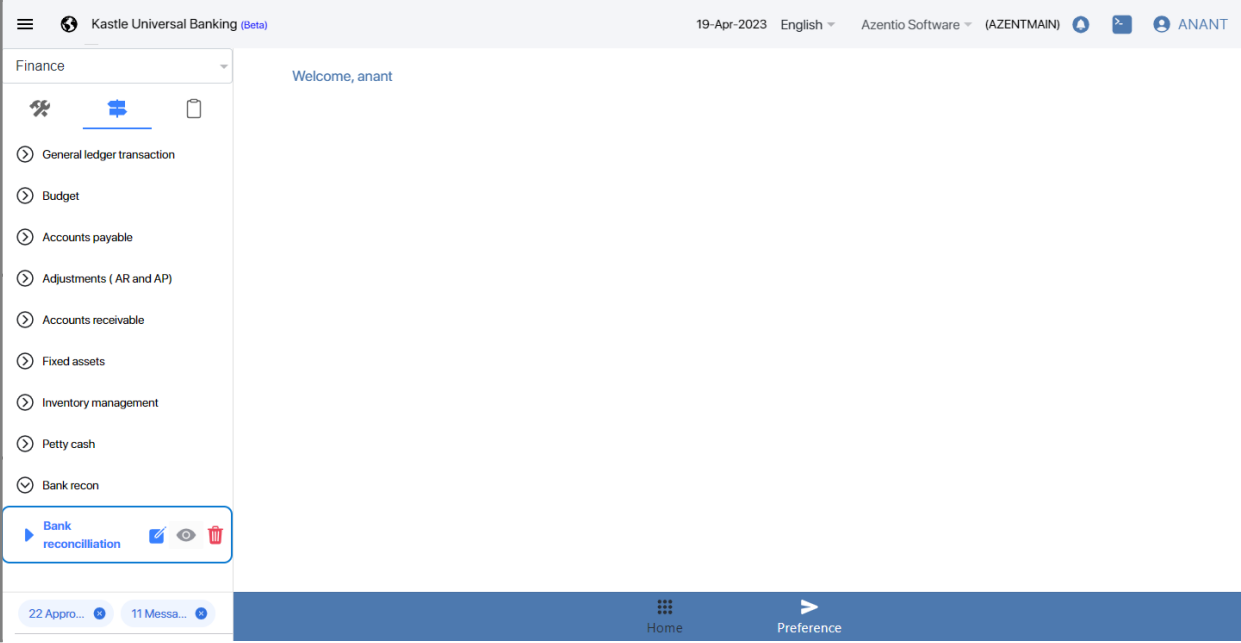 Kastle Universal Banking (Beta)
19-Apr-2023 English Azentio Software (AZENTMAIN) ANANT
Finance
Welcome, anant
General ledger transaction
Budget
Accounts payable
Adjustments ( AR and AP)
Accounts receivable
Fixed assets
Inventory management
Petty cash
Bank recon
Bank
reconcilliation
22 Appro... 11 Messa...
Home Preference